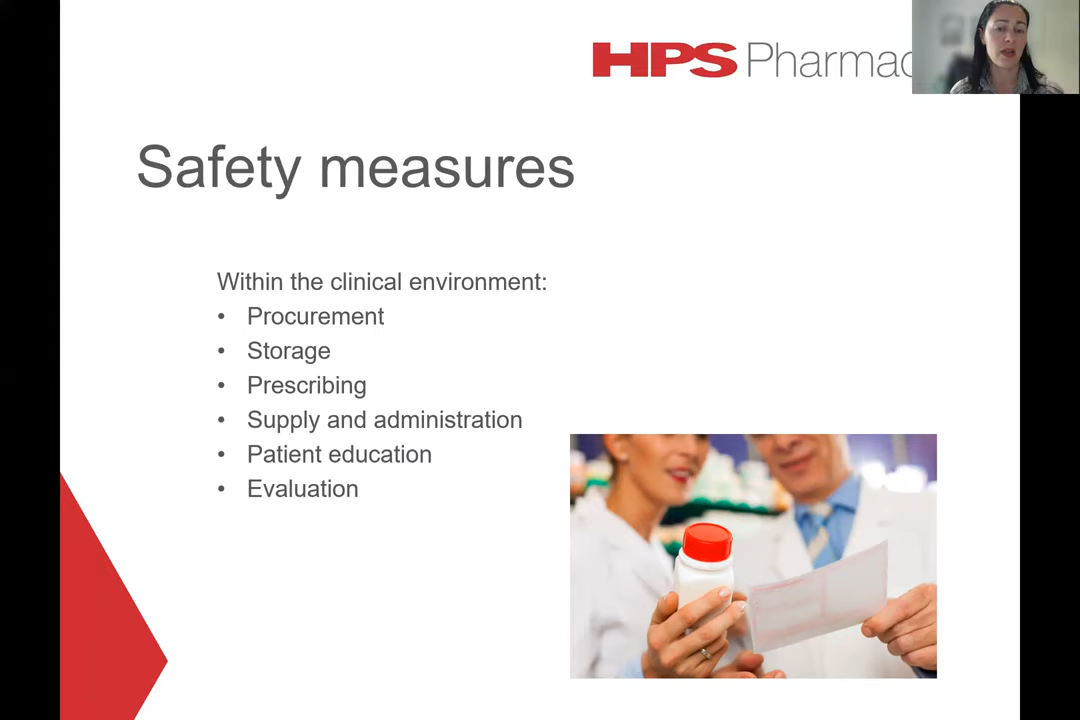 HPS Pharmac
Safety measures
Within the clinical environment:
• Procurement
• Storage
• Prescribing
• Supply and administration
• Patient education
• Evaluation